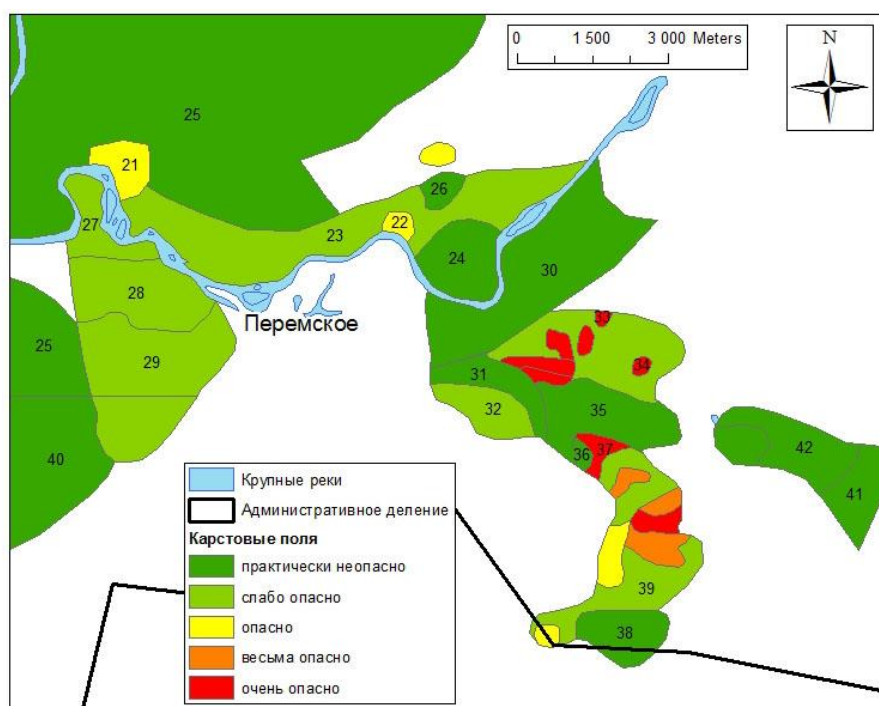 0 1 500 3 000 Meters
N
25
21
26
22
27
23
24
30
28
Перемское
33
25
29
31
34
32
35
37
36
42
40
41
39
38
Крупные реки
Административное деление
Карстовые поля
практически неопасно
слабо опасно
опасно
весьма опасно
очень опасно